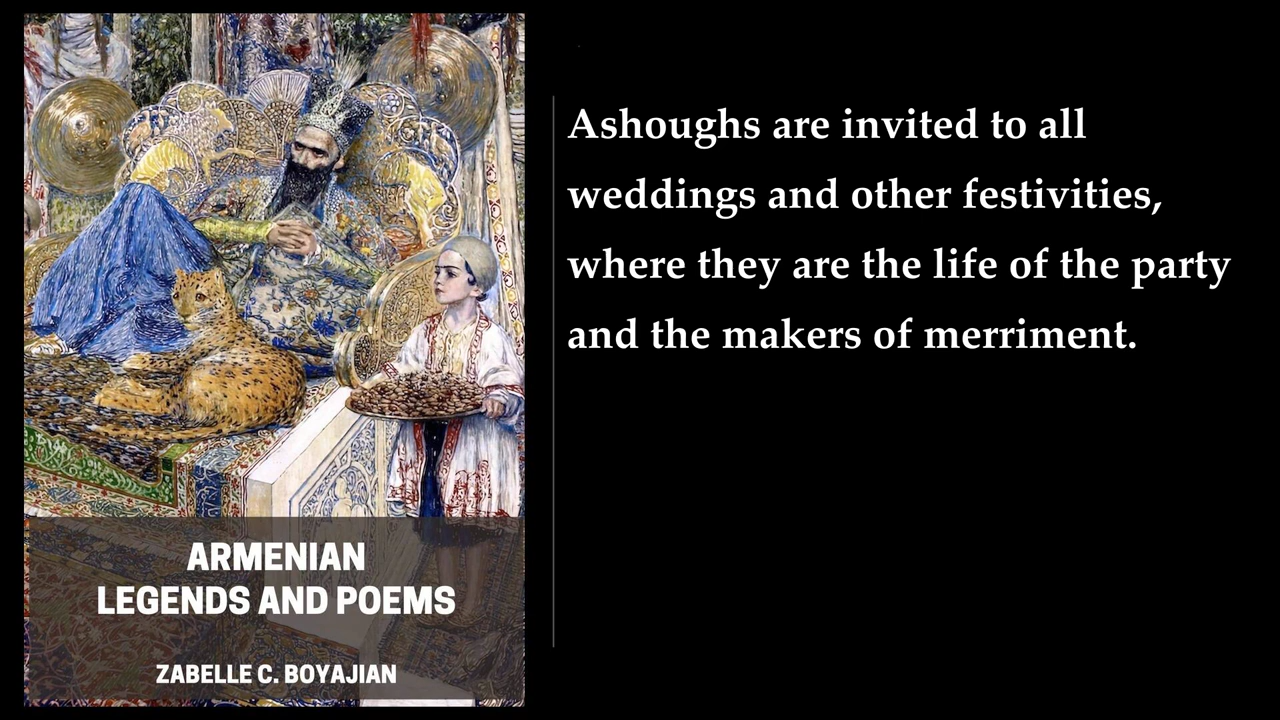 Ashoughs are invited to all
weddings and other festivities,
where they are the life of the party
and the makers of merriment.
ARMENIAN
LEGENDS AND POEMS
ZABELLE C. BOYAJIAN